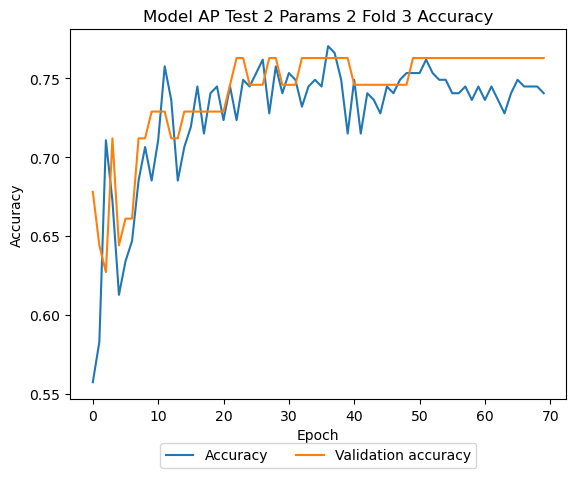 Model AP Test 2 Params 2 Fold 3 Accuracy
Accuracy
0.75
0.70
0.65
0.60
0.55
0 10 20 30 40 50 60 70
Epoch
Accuracy Validation accuracy